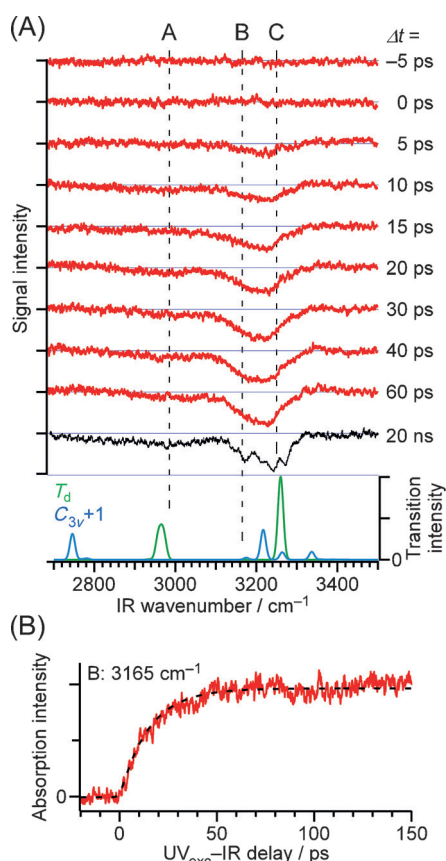 (A)
A B C Δt =
–5 ps
0 ps
5 ps
10 ps
15 ps
20 ps
30 ps
40 ps
60 ps
20 ns
Signal intensity
Td
C3v+1
0
Transition
intensity
2800 3000 3200 3400
IR wavenumber / cm⁻¹
(B)
B: 3165 cm⁻¹
Absorption intensity
0
0 50 100 150
UVexc–IR delay / ps